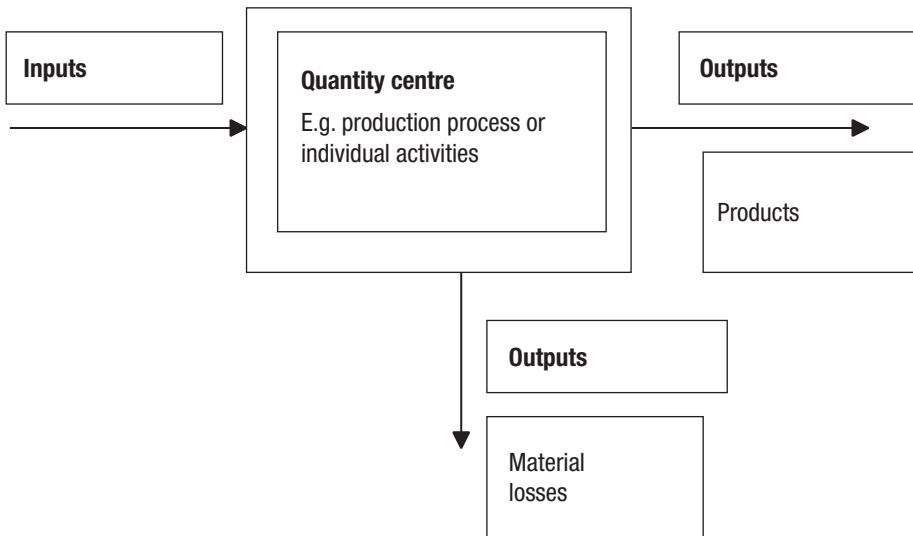 Inputs
Quantity centre
E.g. production process or
individual activities
Outputs
Products
Outputs
Material
losses